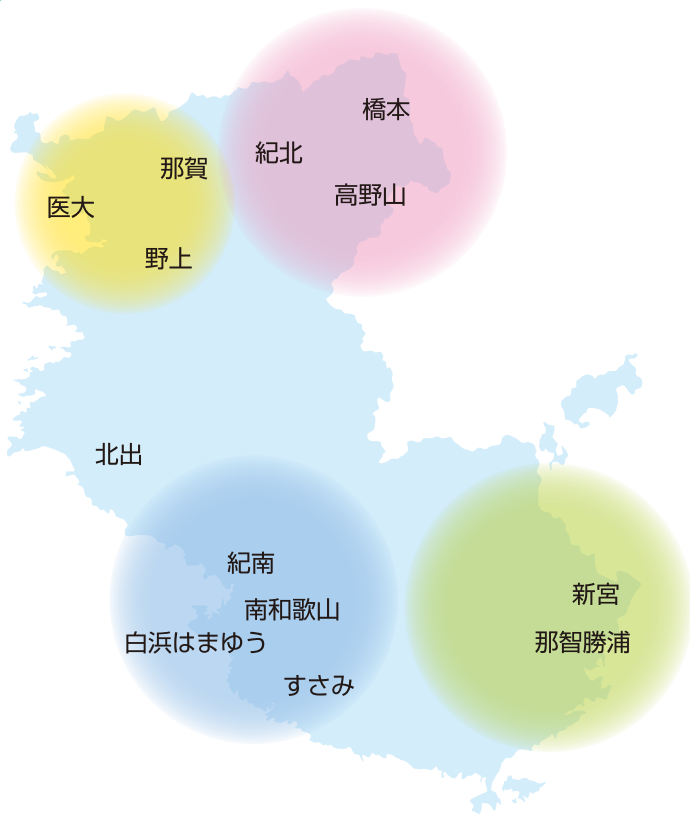 橋本
紀北
那賀
高野山
医大
野上
北出
紀南
新宮
南和歌山
白浜はまゆう
那智勝浦
すさみ